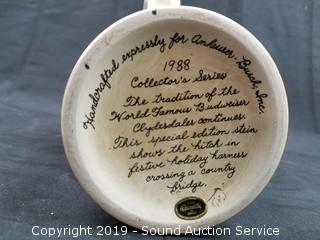 Handcrafted expressly for Anheuser-Busch, Inc.
1988
Collector's Series
The tradition of the
World Famous Budweiser
Clydesdales continues.
This special edition stein
shows the hitch in
festive holiday harness
crossing a country
bridge.
Copyright 2019 - Sound Auction Service